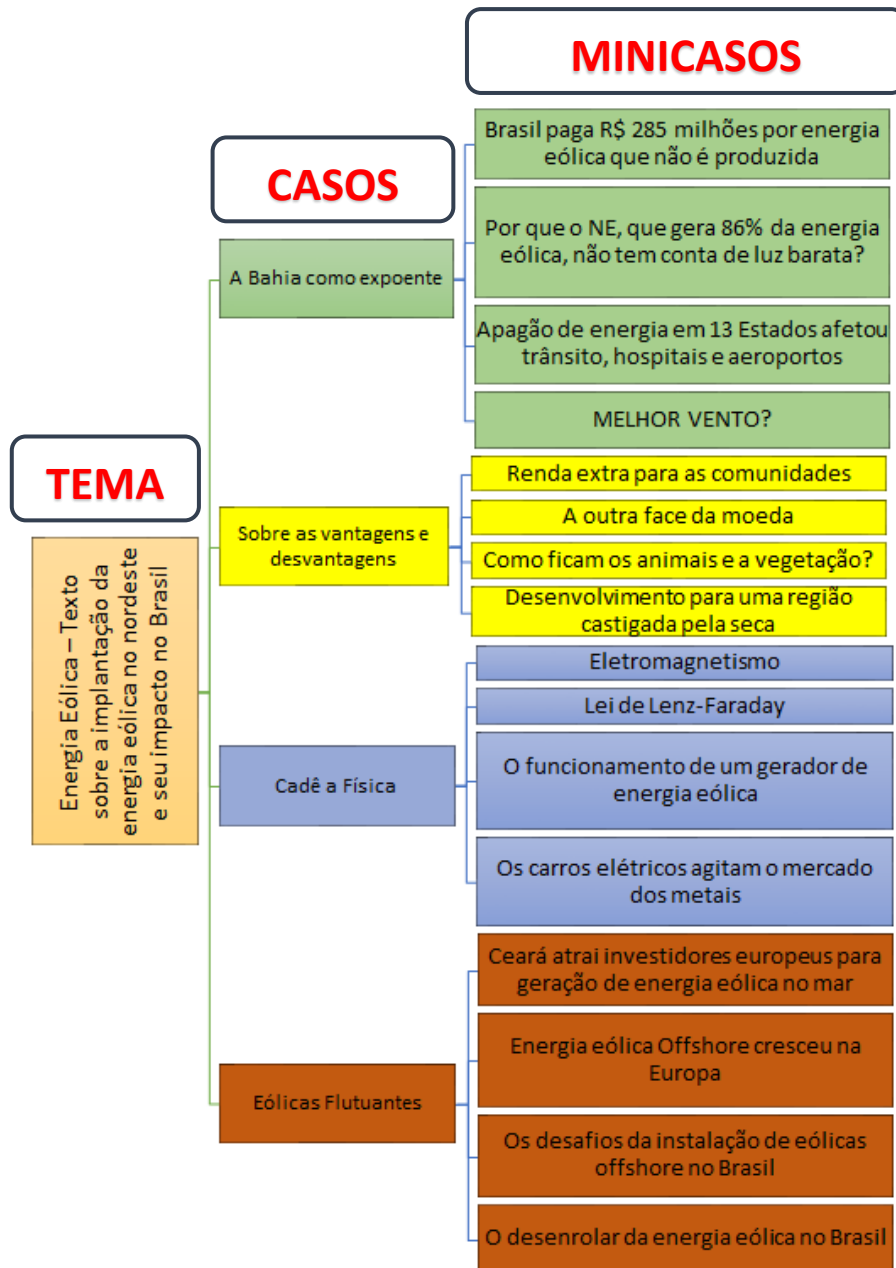 MINICASOS
CASOS
TEMA
Energia Eólica – Texto
sobre a implantação da
energia eólica no nordeste
e seu impacto no Brasil
A Bahia como expoente
Brasil paga R$ 285 milhões por energia
eólica que não é produzida
Por que o NE, que gera 86% da energia
eólica, não tem conta de luz barata?
Apagão de energia em 13 Estados afetou
trânsito, hospitais e aeroportos
MELHOR VENTO?
Sobre as vantagens e
desvantagens
Renda extra para as comunidades
A outra face da moeda
Como ficam os animais e a vegetação?
Desenvolvimento para uma região
castigada pela seca
Cadê a Física
Eletromagnetismo
Lei de Lenz-Faraday
O funcionamento de um gerador de
energia eólica
Os carros elétricos agitam o mercado
dos metais
Eólicas Flutuantes
Ceará atrai investidores europeus para
geração de energia eólica no mar
Energia eólica Offshore cresceu na
Europa
Os desafios da instalação de eólicas
offshore no Brasil
O desenrolar da energia eólica no Brasil